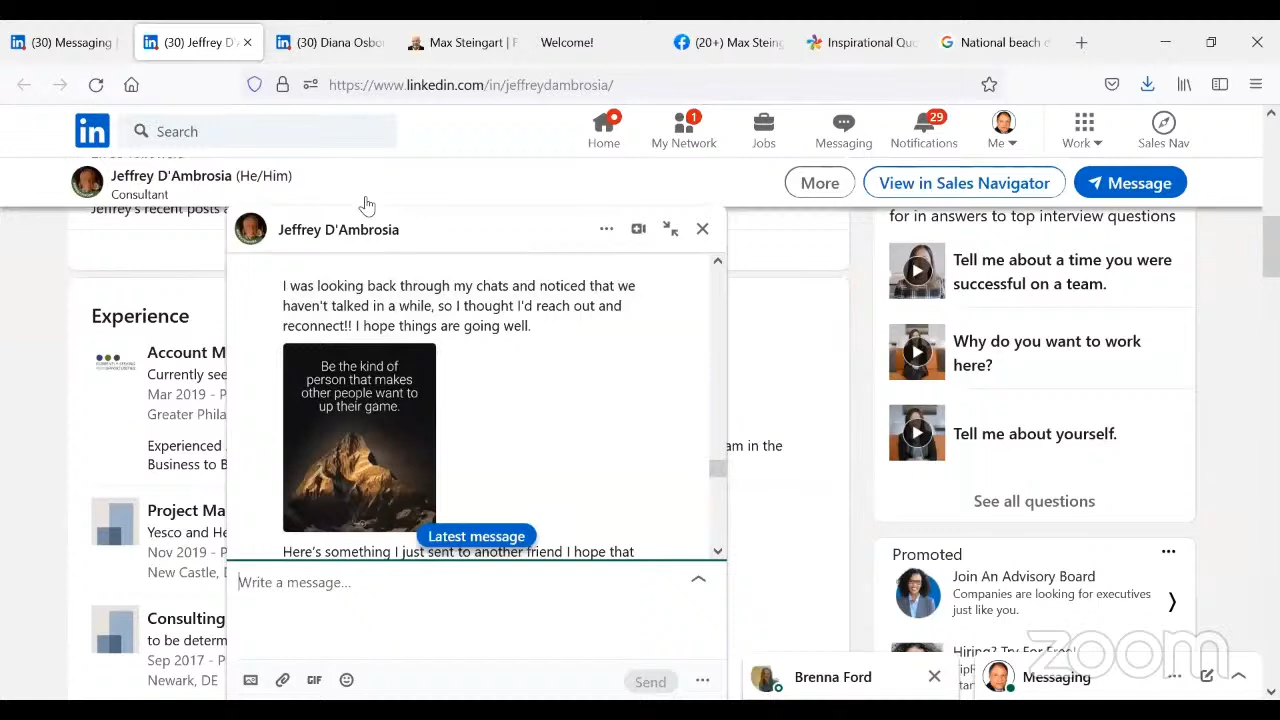 (30) Messaging
(30) Jeffrey D'A
(30) Diana Osbo
Max Steingart | F
Welcome!
(20+) Max Stein
Inspirational Quo
National beach d
https://www.linkedin.com/in/jeffreydambrosia/
in
Search
Home
1
My Network
Jobs
Messaging
29
Notifications
Me
Work
Sales Nav
Jeffrey D'Ambrosia (He/Him)
Consultant
More
View in Sales Navigator
Message
Jeffrey's recent posts a
Jeffrey D'Ambrosia
I was looking back through my chats and noticed that we
haven't talked in a while, so I thought I'd reach out and
reconnect!! I hope things are going well.
Be the kind of
person that makes
other people want to
up their game.
Latest message
Here's something I just sent to another friend I hope that
Write a message...
GIF
Send
Experience
Account M
Currently see
Mar 2019 - P
Greater Phila
Experienced
am in the
Business to B
Project Ma
Yesco and He
Nov 2019 -
New Castle,
Consulting
to be determ
Sep 2017 -
Newark, DE
for in answers to top interview questions
Tell me about a time you were
successful on a team.
Why do you want to work
here?
Tell me about yourself.
See all questions
Promoted
Join An Advisory Board
Companies are looking for executives
just like you.
Hiring? Try For Free!
Brenna Ford
Messaging
zoom